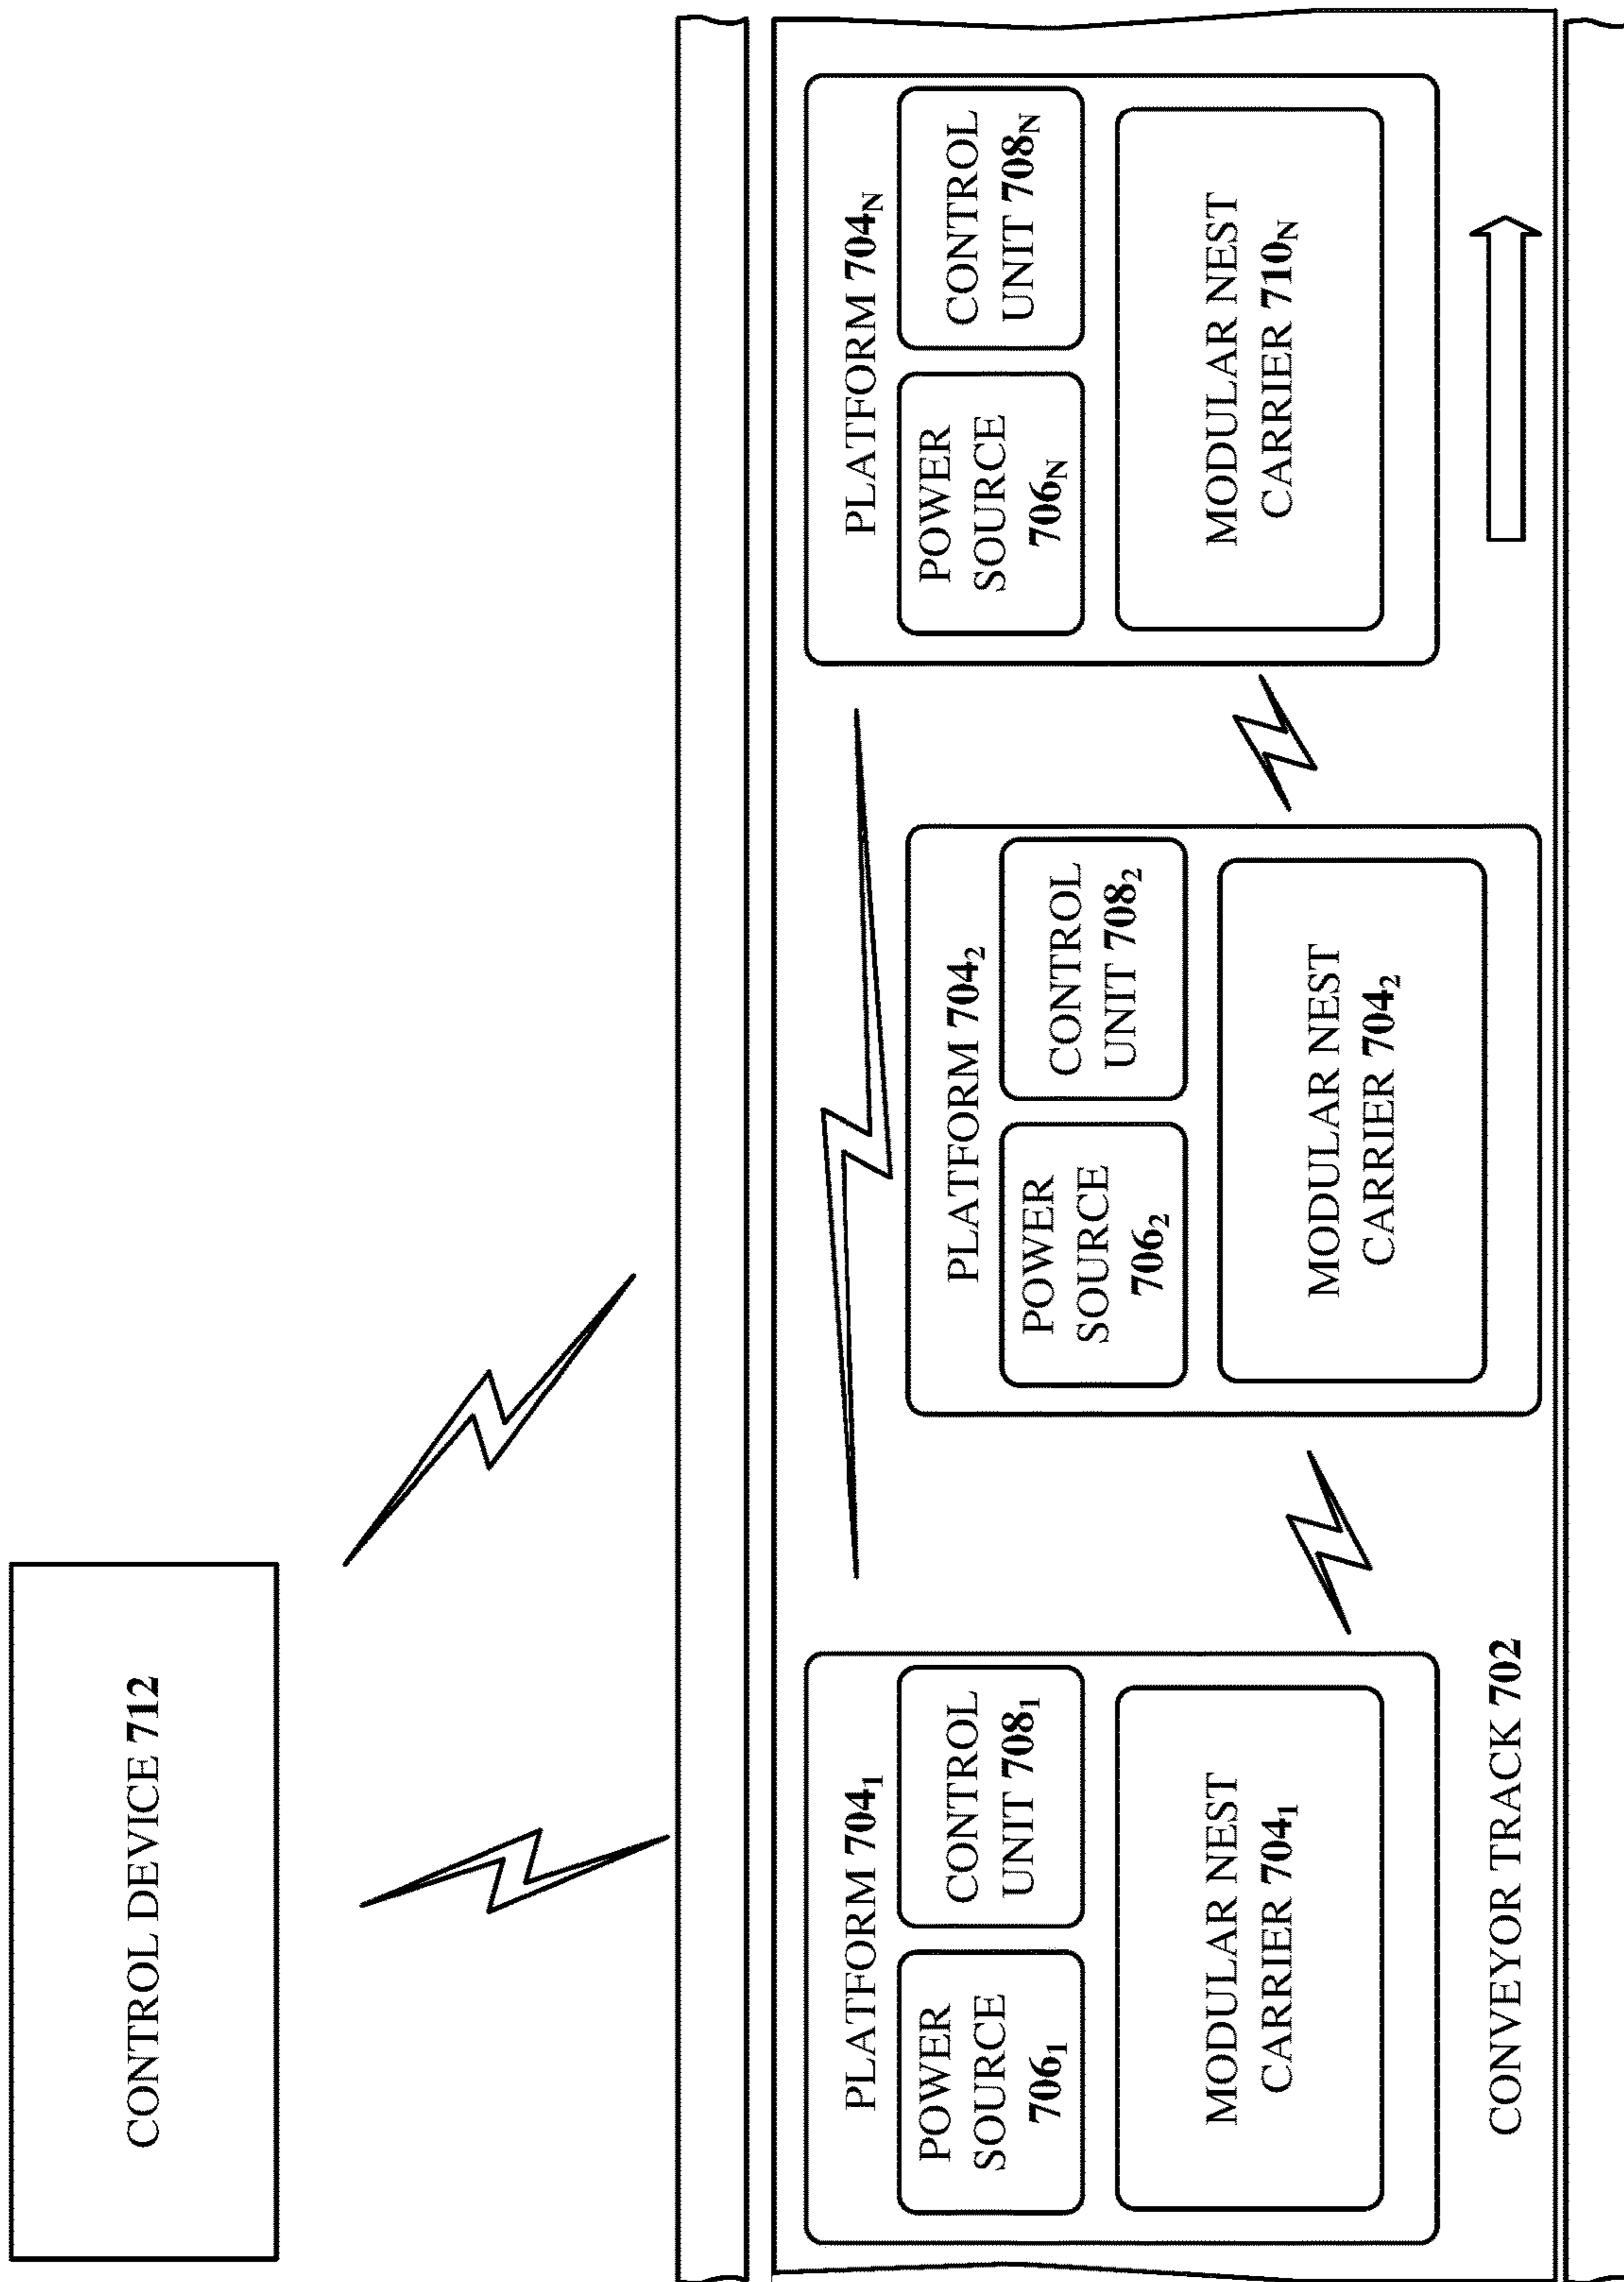 CONTROL DEVICE 712
PLATFORM 704₁
POWER
SOURCE
706₁
CONTROL
UNIT 708₁
MODULAR NEST
CARRIER 704₁
PLATFORM 704₂
POWER
SOURCE
706₂
CONTROL
UNIT 708₂
MODULAR NEST
CARRIER 704₂
PLATFORM 704N
POWER
SOURCE
706N
CONTROL
UNIT 708N
MODULAR NEST
CARRIER 710N
CONVEYOR TRACK 702